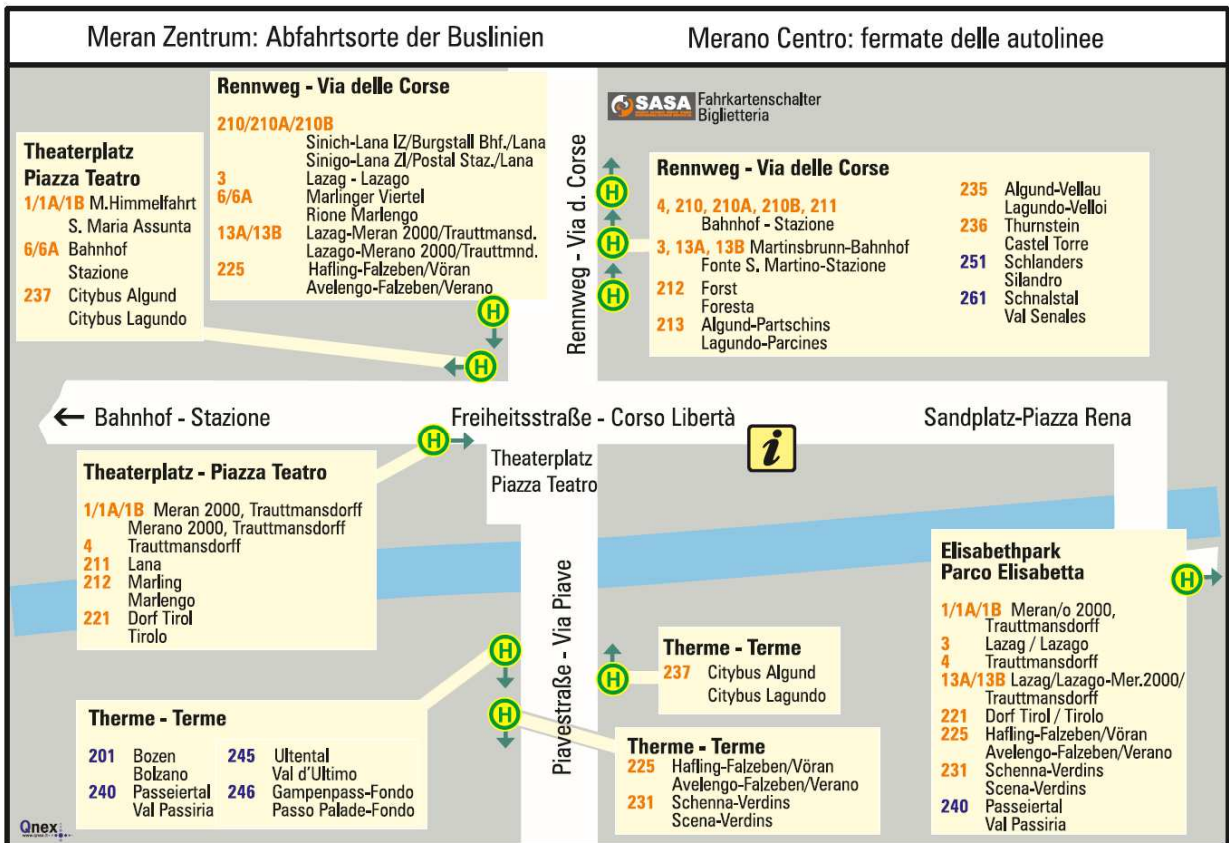 Meran Zentrum: Abfahrtsorte der Buslinien
Merano Centro: fermate delle autolinee
Theaterplatz
Piazza Teatro
1/1A/1B M.Himmelfahrt
S. Maria Assunta
6/6A Bahnhof
Stazione
237 Citybus Algund
Citybus Lagundo
Rennweg - Via delle Corse
210/210A/210B
Sinich-Lana IZ/Burgstall Bhf./Lana
Sinigo-Lana ZI/Postal Staz./Lana
3 Lazag - Lazago
6/6A Marlinger Viertel
Rione Marlengo
13A/13B Lazag-Meran 2000/Trauttmansd.
Lazago-Merano 2000/Trauttmnd.
225 Hafling-Falzeben/Vöran
Avelengo-Falzeben/Verano
H
H
Rennweg - Via d. Corse
SASA Fahrkartenschalter
Biglietteria
H
H
H
Rennweg - Via delle Corse
4, 210, 210A, 210B, 211
Bahnhof - Stazione
3, 13A, 13B Martinsbrunn-Bahnhof
Fonte S. Martino-Stazione
212 Forst
Foresta
213 Algund-Partschins
Lagundo-Parcines
235 Algund-Vellau
Lagundo-Velloi
236 Thurnstein
Castel Torre
251 Schlanders
Silandro
261 Schnalstal
Val Senales
← Bahnhof - Stazione
Freiheitsstraße - Corso Libertà
Sandplatz-Piazza Rena
H
i
Theaterplatz
Piazza Teatro
Theaterplatz - Piazza Teatro
1/1A/1B Meran 2000, Trauttmansdorff
Merano 2000, Trauttmansdorff
4 Trauttmansdorff
211 Lana
212 Marling
Marlengo
221 Dorf Tirol
Tirolo
Elisabethpark
Parco Elisabetta
H
1/1A/1B Meran/o 2000,
Trauttmansdorff
3 Lazag / Lazago
4 Trauttmansdorff
13A/13B Lazag/Lazago-Mer.2000/
Trauttmansdorff
221 Dorf Tirol / Tirolo
225 Hafling-Falzeben/Vöran
Avelengo-Falzeben/Verano
231 Schenna-Verdins
Scena-Verdins
240 Passeiertal
Val Passiria
Piavestraße - Via Piave
H
H
H
Therme - Terme
237 Citybus Algund
Citybus Lagundo
Therme - Terme
201 Bozen
Bolzano
240 Passeiertal
Val Passiria
245 Ultental
Val d'Ultimo
246 Gampenpass-Fondo
Passo Palade-Fondo
Therme - Terme
225 Hafling-Falzeben/Vöran
Avelengo-Falzeben/Verano
231 Schenna-Verdins
Scena-Verdins
Qnex